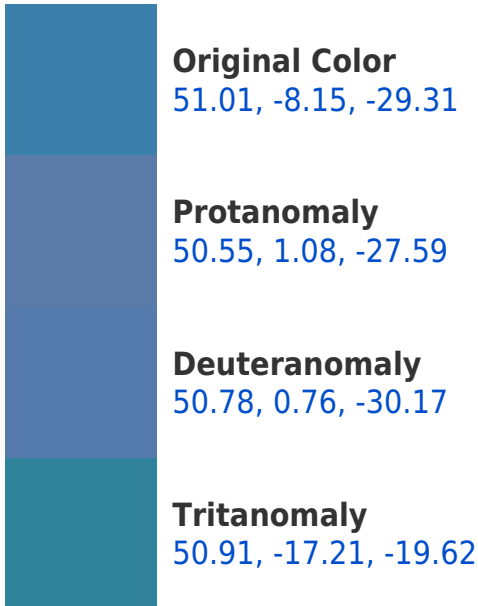 Original Color
51.01, -8.15, -29.31
Protanomaly
50.55, 1.08, -27.59
Deuteranomaly
50.78, 0.76, -30.17
Tritanomaly
50.91, -17.21, -19.62